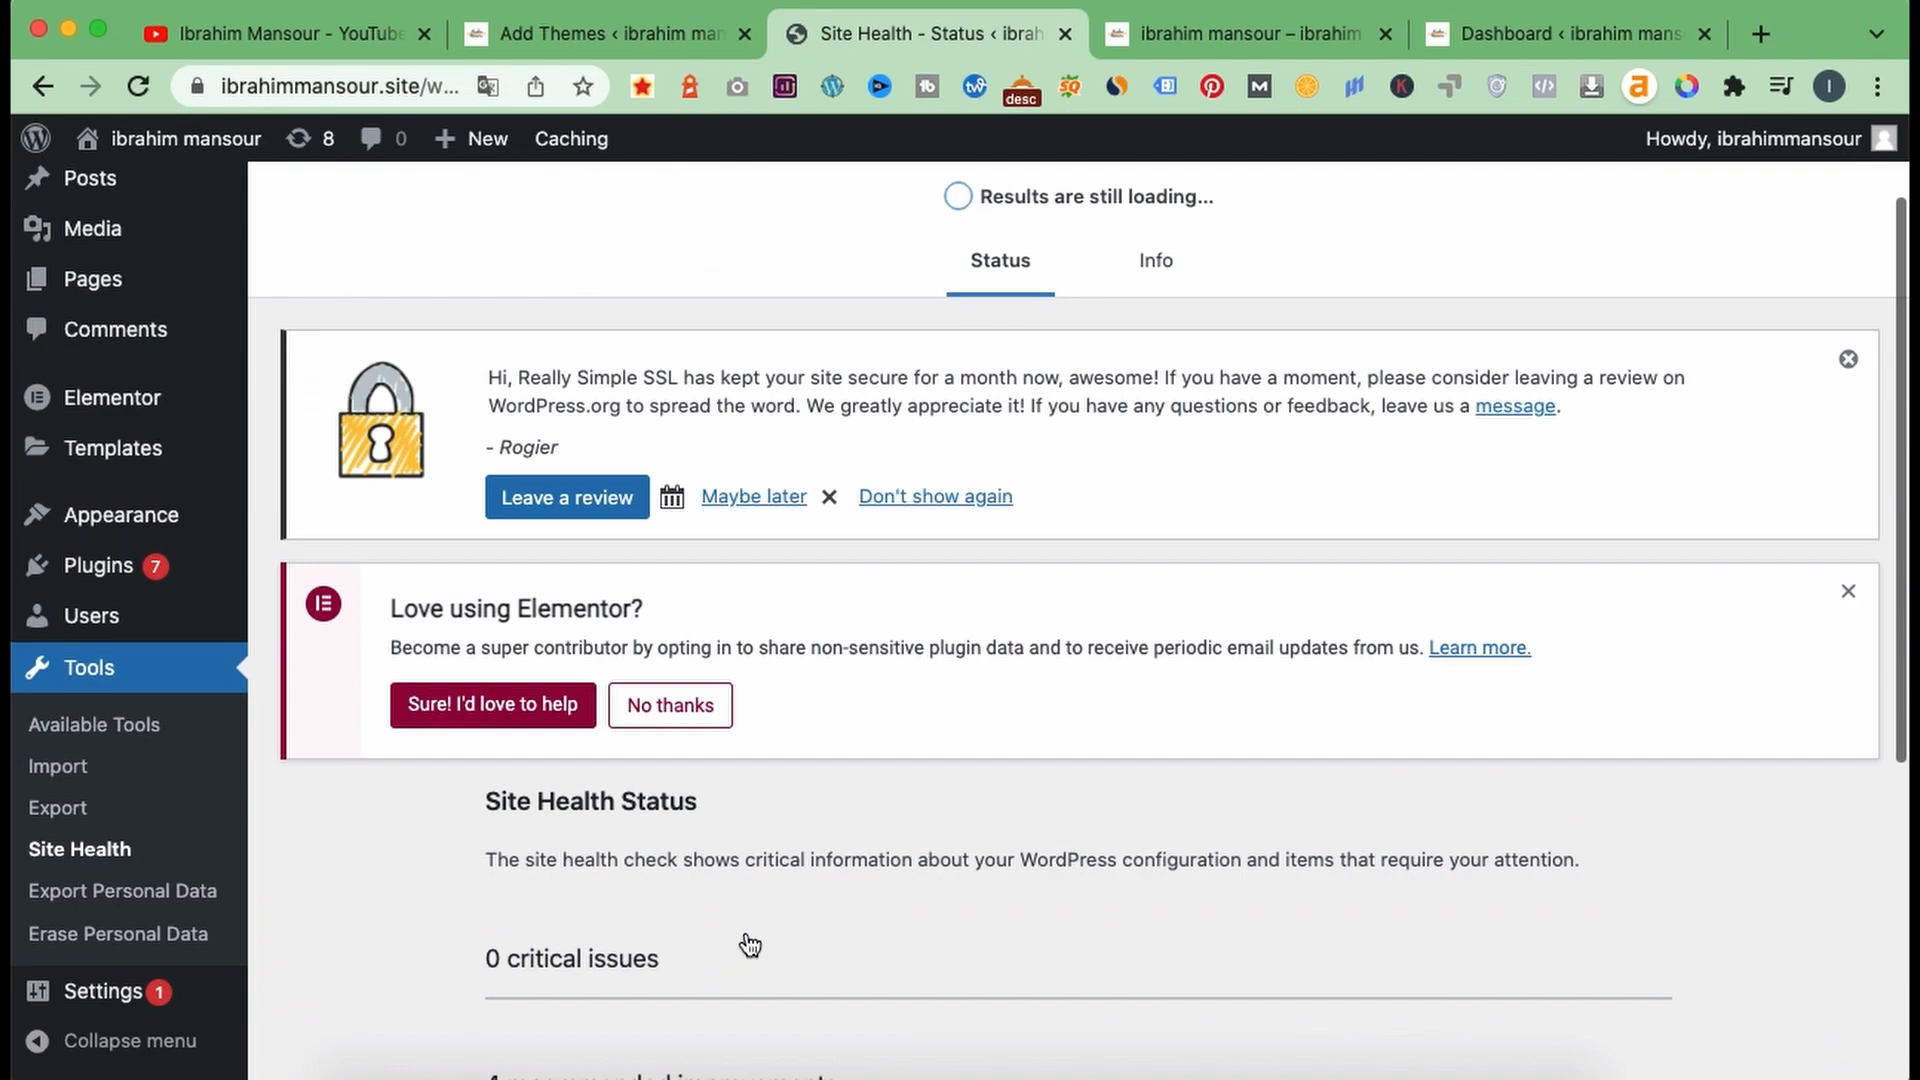 Ibrahim Mansour - YouTube
Add Themes ‹ ibrahim man
Site Health - Status ‹ ibrah
ibrahim mansour – ibrahim
Dashboard ‹ ibrahim mans
ibrahimmansour.site/w...
desc
ibrahim mansour
8
0
New
Caching
Howdy, ibrahimmansour
Posts
Media
Pages
Comments
Elementor
Templates
Appearance
Plugins 7
Users
Tools
Available Tools
Import
Export
Site Health
Export Personal Data
Erase Personal Data
Settings 1
Collapse menu
Results are still loading...
Status
Info
Hi, Really Simple SSL has kept your site secure for a month now, awesome! If you have a moment, please consider leaving a review on
WordPress.org to spread the word. We greatly appreciate it! If you have any questions or feedback, leave us a message.
- Rogier
Leave a review
Maybe later
Don't show again
Love using Elementor?
Become a super contributor by opting in to share non-sensitive plugin data and to receive periodic email updates from us. Learn more.
Sure! I'd love to help
No thanks
Site Health Status
The site health check shows critical information about your WordPress configuration and items that require your attention.
0 critical issues